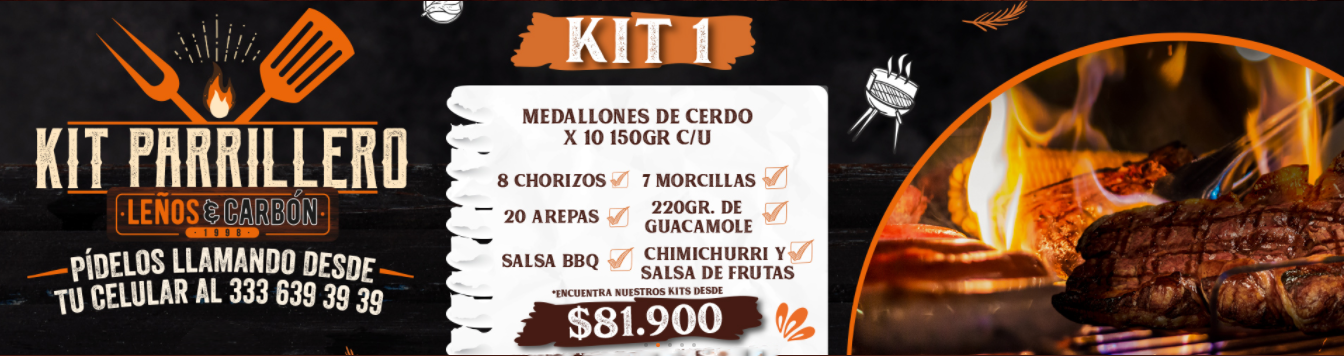 KIT PARRILLERO
·LEÑOS & CARBÓN·
·1998·
PÍDELOS LLAMANDO DESDE
TU CELULAR AL 333 639 39 39
KIT 1
MEDALLONES DE CERDO
X 10 150GR C/U
8 CHORIZOS
7 MORCILLAS
20 AREPAS
220GR. DE
GUACAMOLE
SALSA BBQ
CHIMICHURRI Y
SALSA DE FRUTAS
*ENCUENTRA NUESTROS KITS DESDE
$81.900